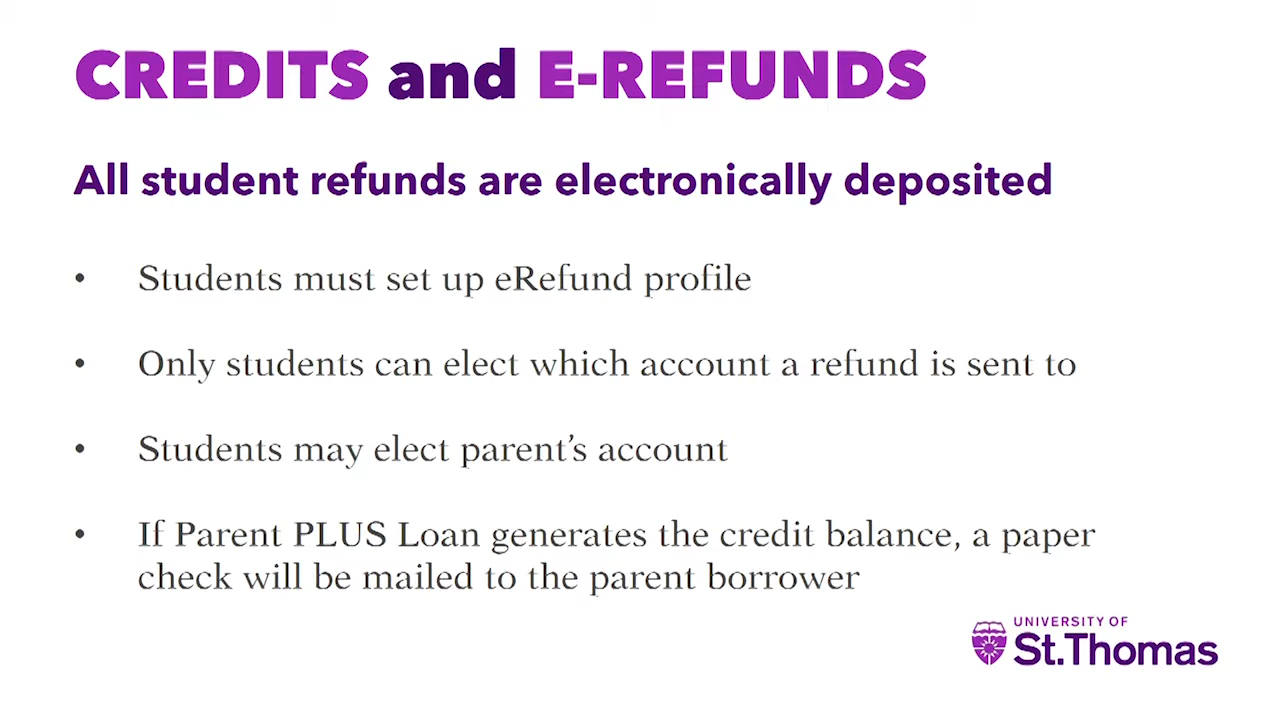 CREDITS and E-REFUNDS
All student refunds are electronically deposited
• Students must set up eRefund profile
• Only students can elect which account a refund is sent to
• Students may elect parent’s account
• If Parent PLUS Loan generates the credit balance, a paper
check will be mailed to the parent borrower
UNIVERSITY OF
St. Thomas